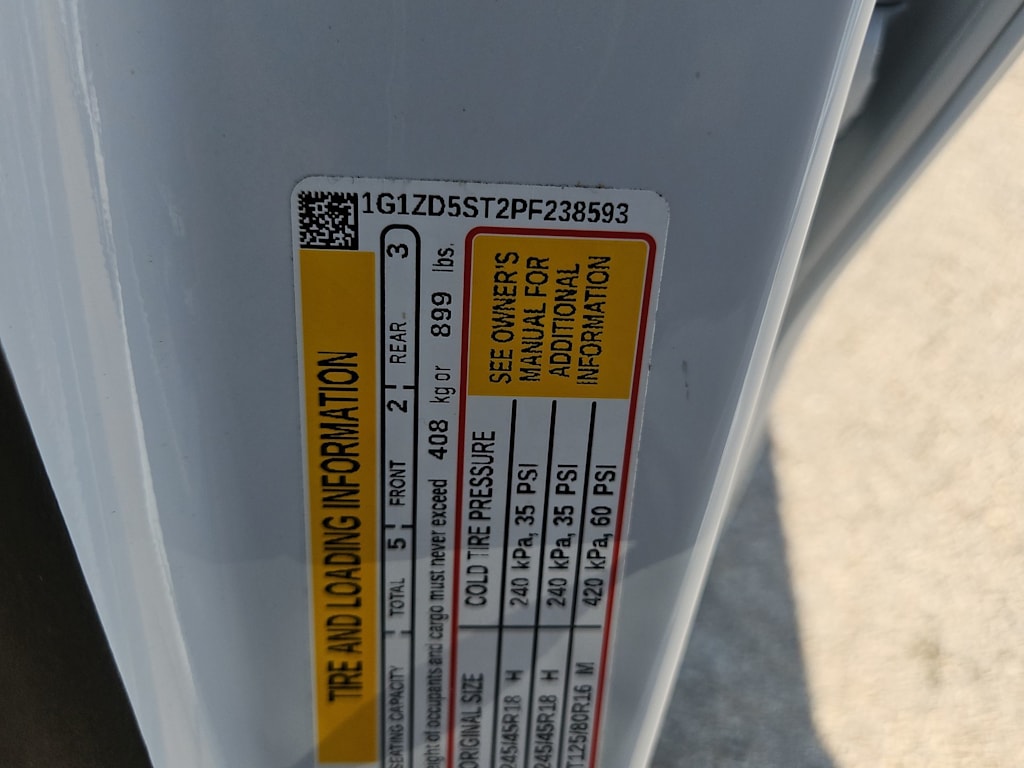 1G1ZD5ST2PF238593
TIRE AND LOADING INFORMATION
SEATING CAPACITY TOTAL 5 FRONT 2 REAR 3
of occupants and cargo must never exceed 408 kg or 899 lbs.
ORIGINAL SIZE COLD TIRE PRESSURE
245/45R18 H 240 kPa, 35 PSI
245/45R18 H 240 kPa, 35 PSI
T125/80R16 M 420 kPa, 60 PSI
SEE OWNER'S
MANUAL FOR
ADDITIONAL
INFORMATION